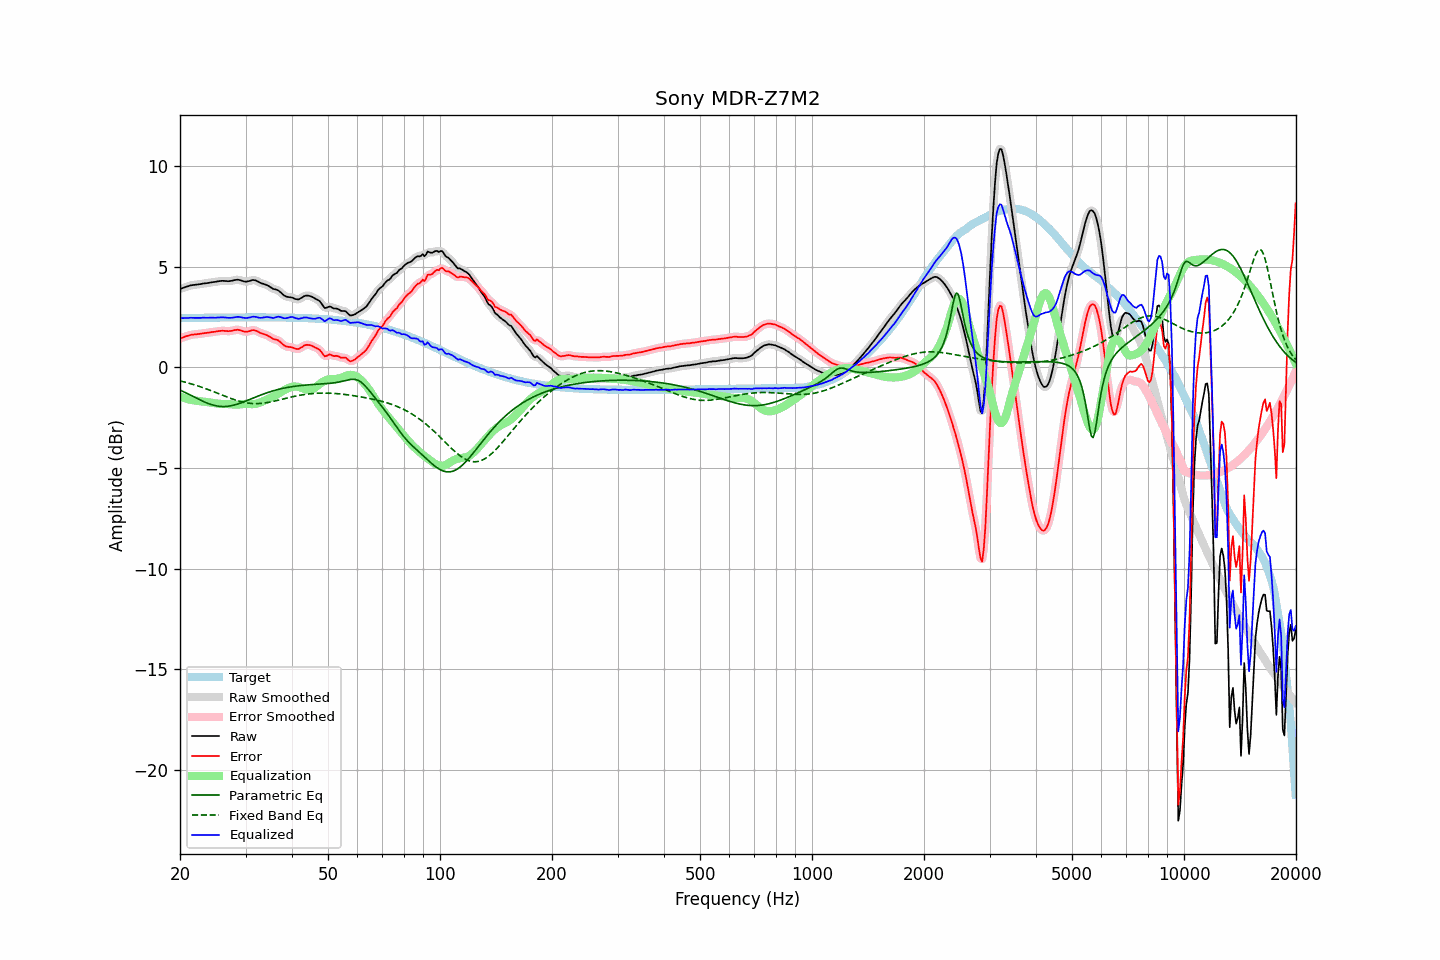 Sony MDR-Z7M2
Amplitude (dBr)
10
5
0
−5
−10
−15
−20
Target
Raw Smoothed
Error Smoothed
Raw
Error
Equalization
Parametric Eq
Fixed Band Eq
Equalized
20 50 100 200 500 1000 2000 5000 10000 20000
Frequency (Hz)